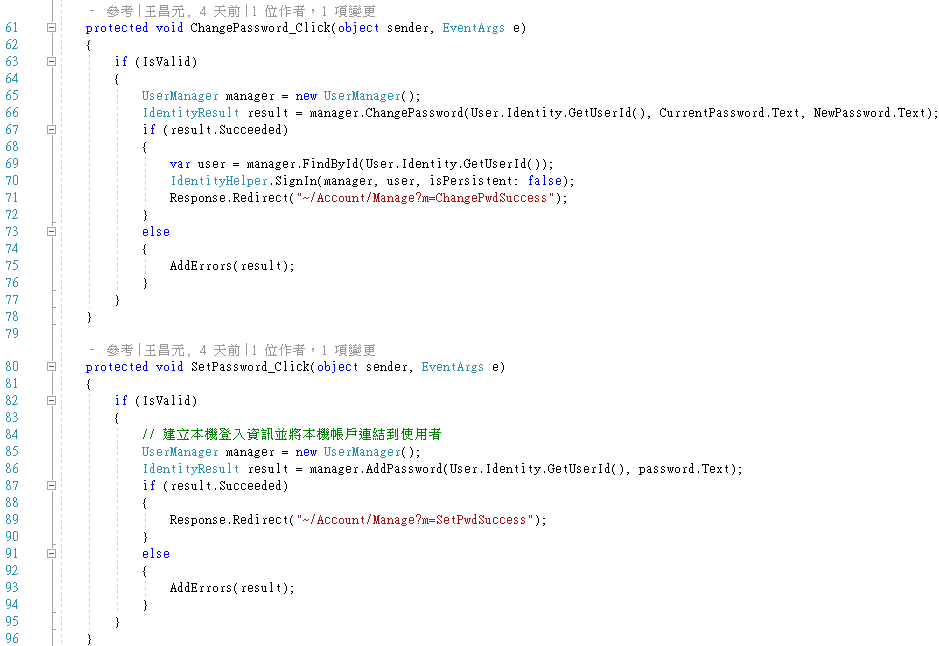 - 參考|王昌元, 4 天前|1 位作者，1 項變更
61 protected void ChangePassword_Click(object sender, EventArgs e)
62 {
63 if (IsValid)
64 {
65 UserManager manager = new UserManager();
66 IdentityResult result = manager.ChangePassword(User.Identity.GetUserId(), CurrentPassword.Text, NewPassword.Text);
67 if (result.Succeeded)
68 {
69 var user = manager.FindById(User.Identity.GetUserId());
70 IdentityHelper.SignIn(manager, user, isPersistent: false);
71 Response.Redirect("~/Account/Manage?m=ChangePwdSuccess");
72 }
73 else
74 {
75 AddErrors(result);
76 }
77 }
78 }
79
- 參考|王昌元, 4 天前|1 位作者，1 項變更
80 protected void SetPassword_Click(object sender, EventArgs e)
81 {
82 if (IsValid)
83 {
84 // 建立本機登入資訊並將本機帳戶連結到使用者
85 UserManager manager = new UserManager();
86 IdentityResult result = manager.AddPassword(User.Identity.GetUserId(), password.Text);
87 if (result.Succeeded)
88 {
89 Response.Redirect("~/Account/Manage?m=SetPwdSuccess");
90 }
91 else
92 {
93 AddErrors(result);
94 }
95 }
96 }